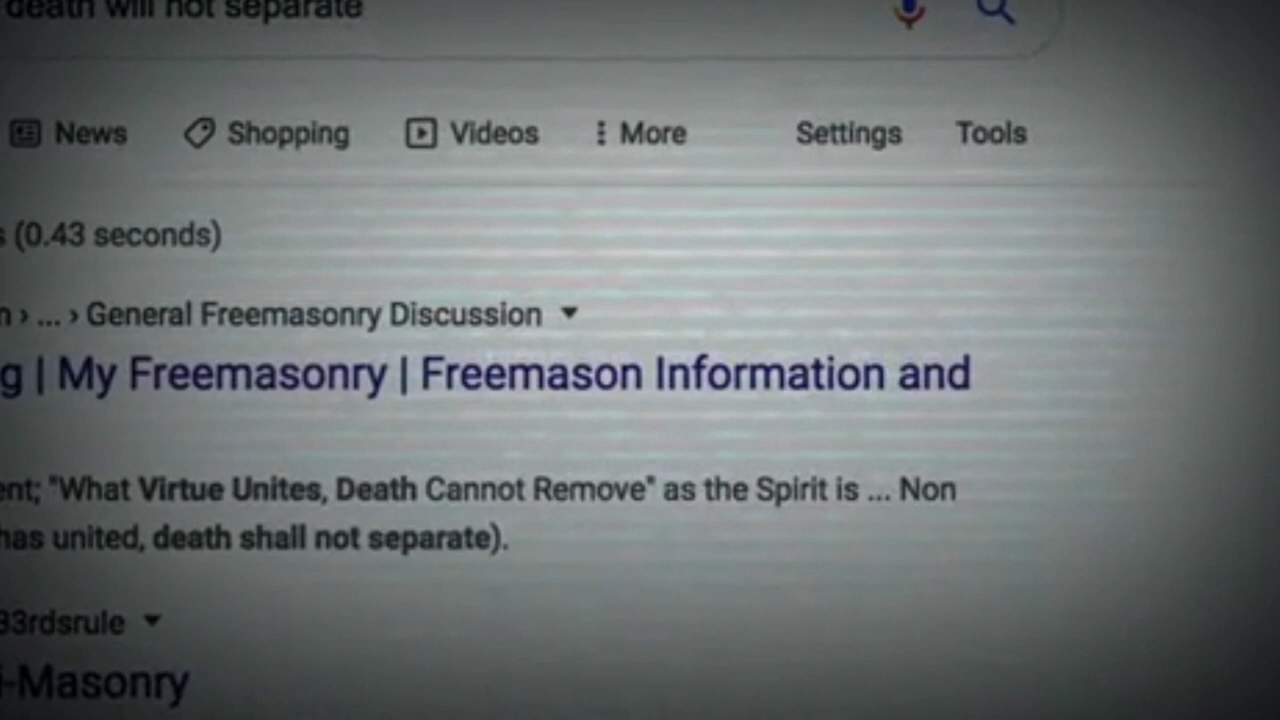 death will not separate
News Shopping Videos More Settings Tools
(0.43 seconds)
› ... › General Freemasonry Discussion
| My Freemasonry | Freemason Information and
"What Virtue Unites, Death Cannot Remove" as the Spirit is ... Non
has united, death shall not separate).
33rdsrule
-Masonry